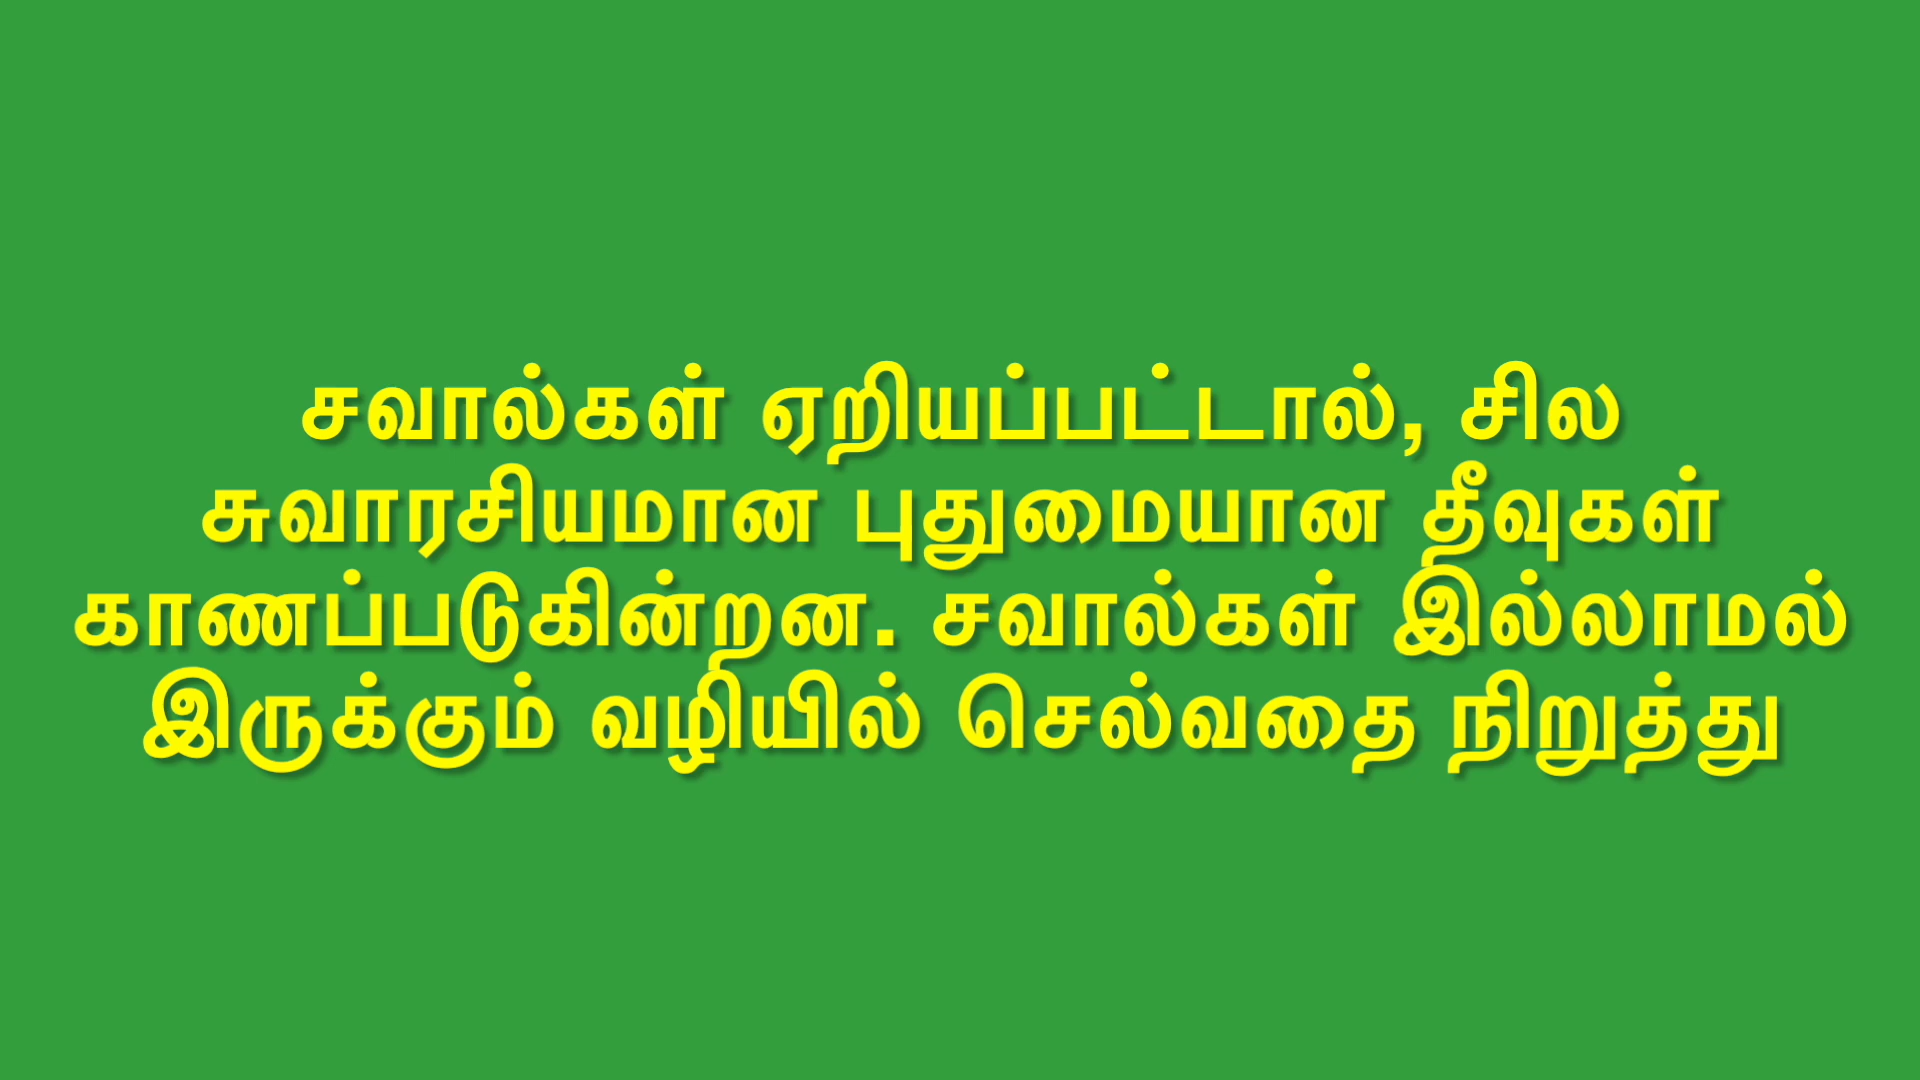 சவால்கள் ஏறியப்பட்டால், சில
சுவாரசியமான புதுமையான தீவுகள்
காணப்படுகின்றன. சவால்கள் இல்லாமல்
இருக்கும் வழியில் செல்வதை நிறுத்து